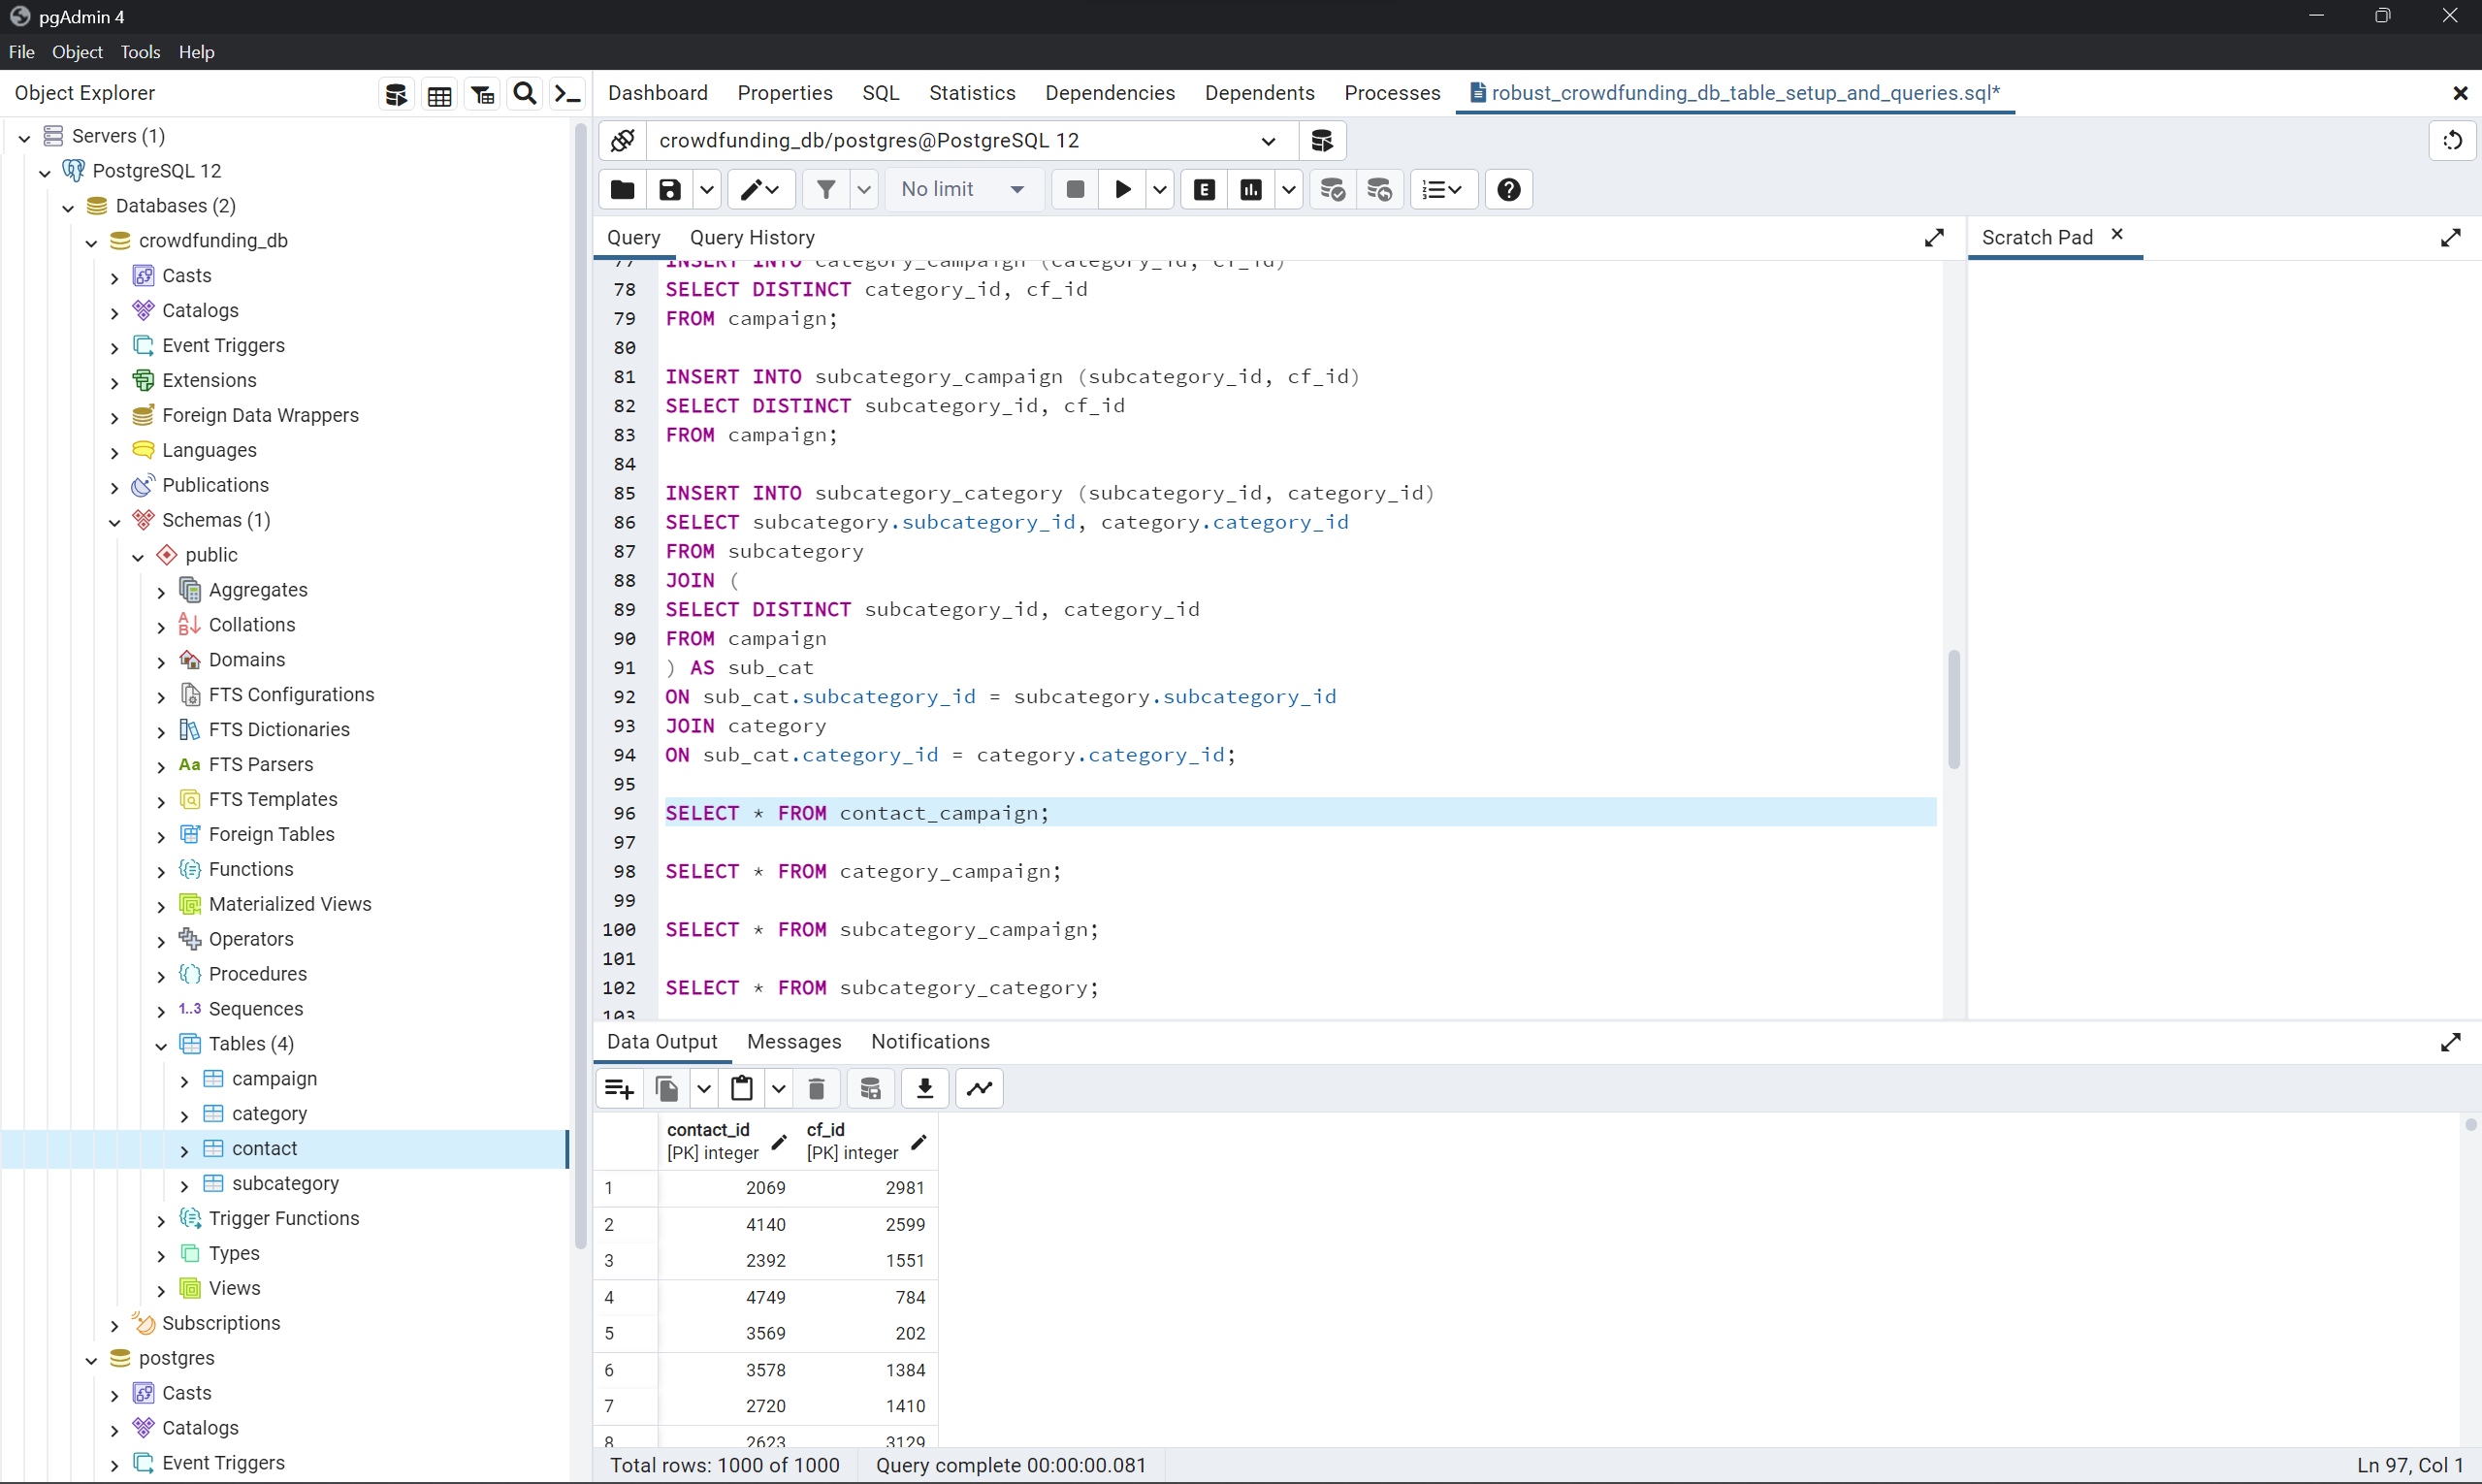 pgAdmin 4
File Object Tools Help
Object Explorer
Dashboard Properties SQL Statistics Dependencies Dependents Processes robust_crowdfunding_db_table_setup_and_queries.sql*
Servers (1)
PostgreSQL 12
Databases (2)
crowdfunding_db
Casts
Catalogs
Event Triggers
Extensions
Foreign Data Wrappers
Languages
Publications
Schemas (1)
public
Aggregates
Collations
Domains
FTS Configurations
FTS Dictionaries
Aa FTS Parsers
FTS Templates
Foreign Tables
Functions
Materialized Views
Operators
Procedures
1..3 Sequences
Tables (4)
campaign
category
contact
subcategory
Trigger Functions
Types
Views
Subscriptions
postgres
Casts
Catalogs
Event Triggers
crowdfunding_db/postgres@PostgreSQL 12
No limit
E
Query Query History
77 INSERT INTO category_campaign (category_id, cf_id)
78 SELECT DISTINCT category_id, cf_id
79 FROM campaign;
80
81 INSERT INTO subcategory_campaign (subcategory_id, cf_id)
82 SELECT DISTINCT subcategory_id, cf_id
83 FROM campaign;
84
85 INSERT INTO subcategory_category (subcategory_id, category_id)
86 SELECT subcategory.subcategory_id, category.category_id
87 FROM subcategory
88 JOIN (
89 SELECT DISTINCT subcategory_id, category_id
90 FROM campaign
91 ) AS sub_cat
92 ON sub_cat.subcategory_id = subcategory.subcategory_id
93 JOIN category
94 ON sub_cat.category_id = category.category_id;
95
96 SELECT * FROM contact_campaign;
97
98 SELECT * FROM category_campaign;
99
100 SELECT * FROM subcategory_campaign;
101
102 SELECT * FROM subcategory_category;
103
Scratch Pad
Data Output Messages Notifications
contact_id cf_id
[PK] integer [PK] integer
1 2069 2981
2 4140 2599
3 2392 1551
4 4749 784
5 3569 202
6 3578 1384
7 2720 1410
8 2623 3129
Total rows: 1000 of 1000 Query complete 00:00:00.081 Ln 97, Col 1